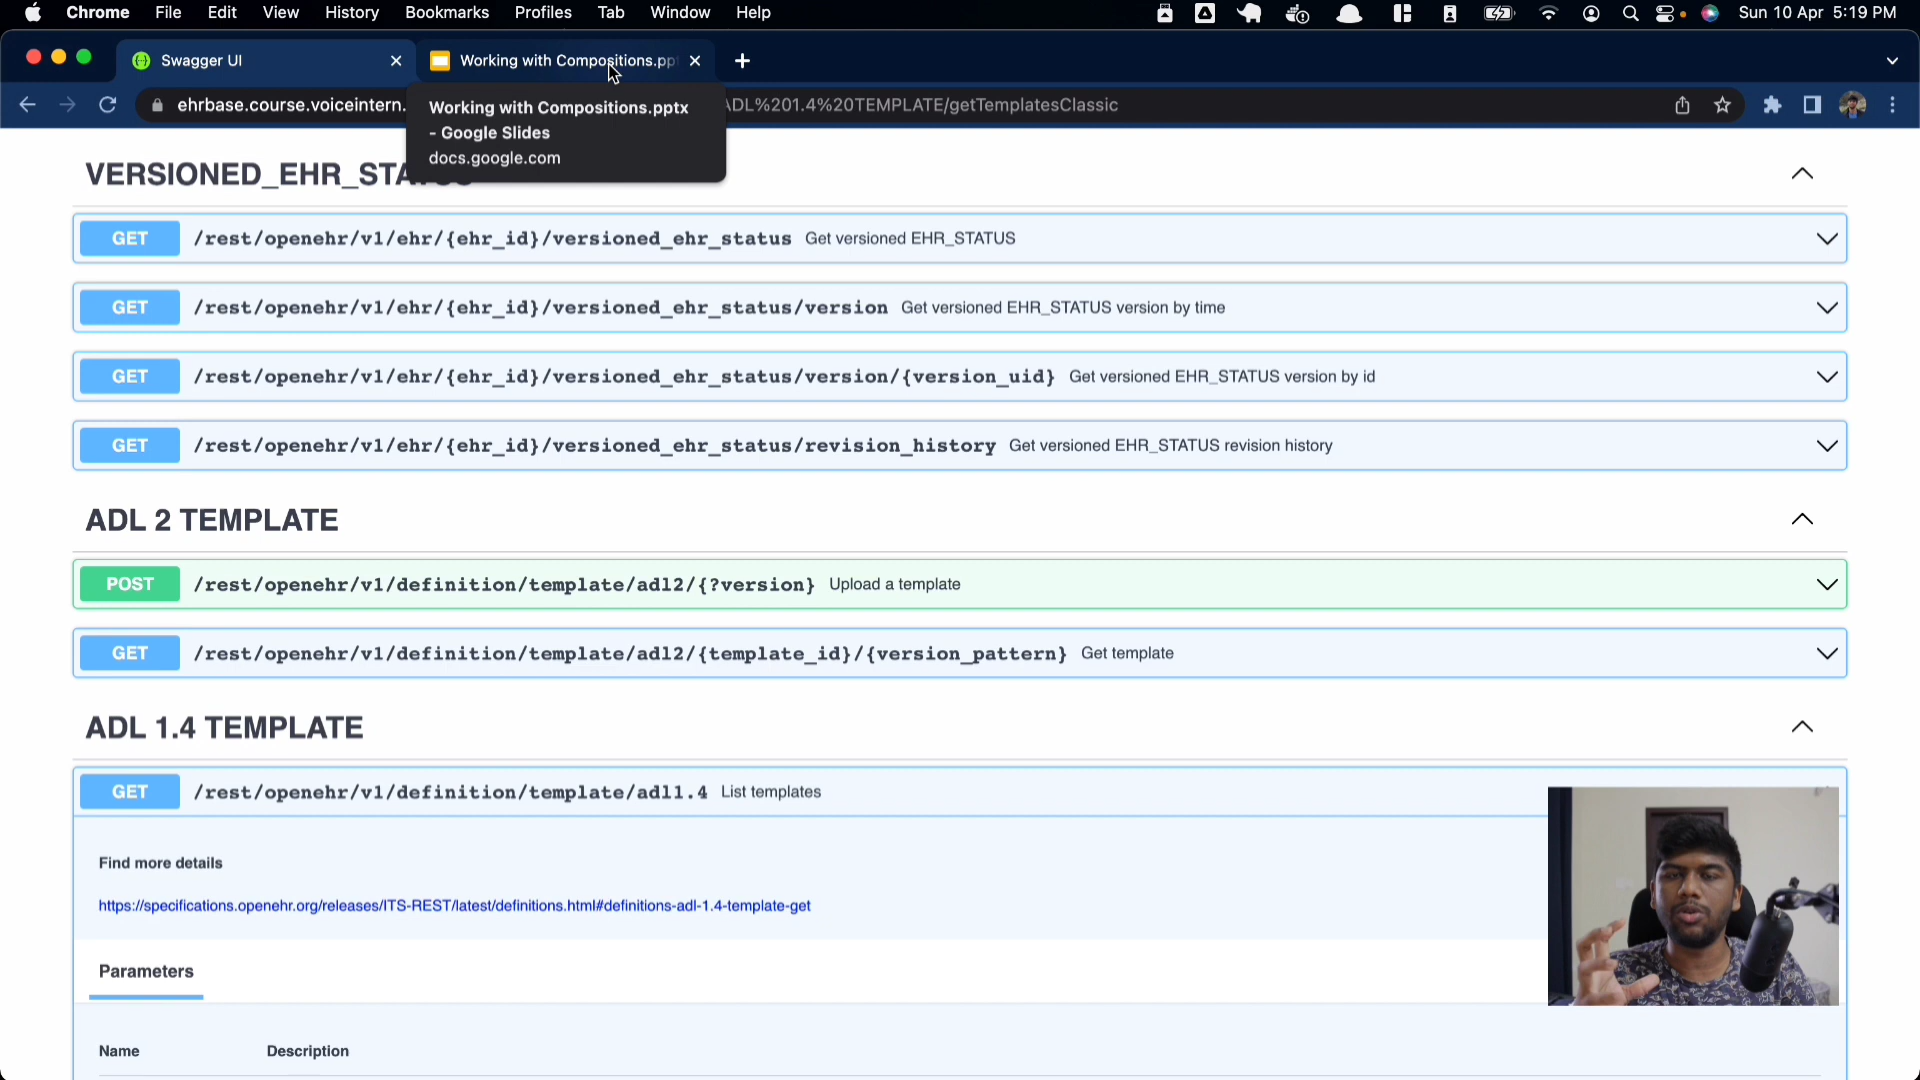 Chrome File Edit View History Bookmarks Profiles Tab Window Help Sun 10 Apr 5:19 PM
Swagger UI Working with Compositions.pp
ehrbase.course.voiceintern. ADL%201.4%20TEMPLATE/getTemplatesClassic
Working with Compositions.pptx
- Google Slides
docs.google.com
VERSIONED_EHR_STATUS
GET /rest/openehr/v1/ehr/{ehr_id}/versioned_ehr_status Get versioned EHR_STATUS
GET /rest/openehr/v1/ehr/{ehr_id}/versioned_ehr_status/version Get versioned EHR_STATUS version by time
GET /rest/openehr/v1/ehr/{ehr_id}/versioned_ehr_status/version/{version_uid} Get versioned EHR_STATUS version by id
GET /rest/openehr/v1/ehr/{ehr_id}/versioned_ehr_status/revision_history Get versioned EHR_STATUS revision history
ADL 2 TEMPLATE
POST /rest/openehr/v1/definition/template/adl2/{?version} Upload a template
GET /rest/openehr/v1/definition/template/adl2/{template_id}/{version_pattern} Get template
ADL 1.4 TEMPLATE
GET /rest/openehr/v1/definition/template/adl1.4 List templates
Find more details
https://specifications.openehr.org/releases/ITS-REST/latest/definitions.html#definitions-adl-1.4-template-get
Parameters
Name Description